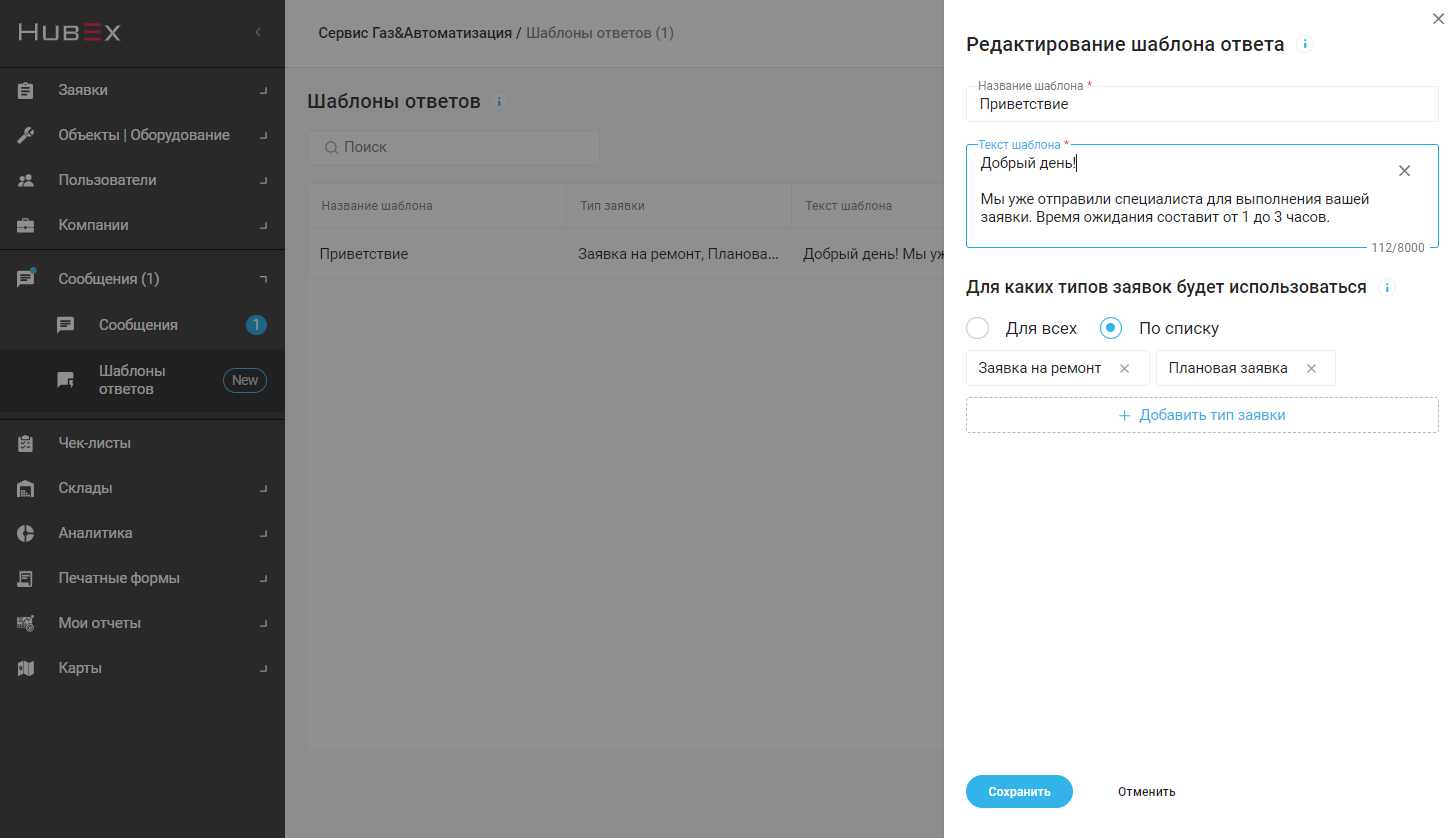 HUBEX
Заявки
Объекты | Оборудование
Пользователи
Компании
Сообщения (1)
Сообщения
1
Шаблоны
ответов
New
Чек-листы
Склады
Аналитика
Печатные формы
Мои отчеты
Карты
Сервис Газ&Автоматизация / Шаблоны ответов (1)
Шаблоны ответов
Поиск
Название шаблона
Тип заявки
Текст шаблона
Приветствие
Заявка на ремонт, Планова...
Добрый день! Мы уж
Редактирование шаблона ответа
Название шаблона *
Приветствие
Текст шаблона *
Добрый день!
Мы уже отправили специалиста для выполнения вашей
заявки. Время ожидания составит от 1 до 3 часов.
112/8000
Для каких типов заявок будет использоваться
Для всех
По списку
Заявка на ремонт
Плановая заявка
+ Добавить тип заявки
Сохранить
Отменить